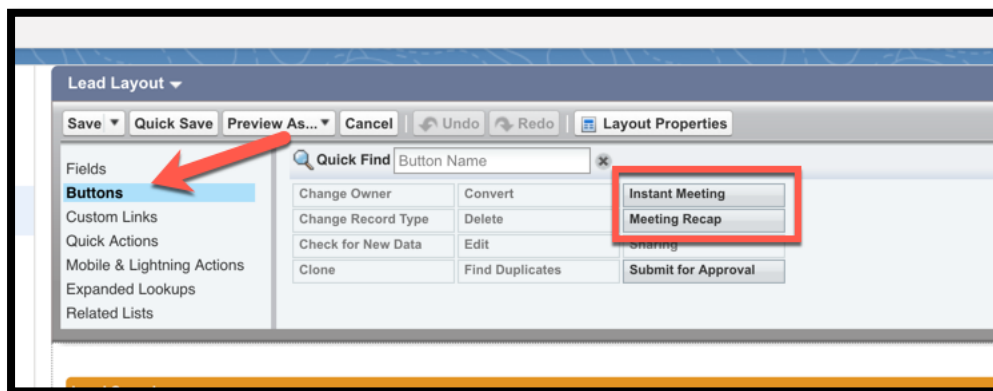 Lead Layout
Save Quick Save Preview As... Cancel Undo Redo Layout Properties
Fields
Buttons
Custom Links
Quick Actions
Mobile & Lightning Actions
Expanded Lookups
Related Lists
Quick Find Button Name
Change Owner Convert Instant Meeting
Change Record Type Delete Meeting Recap
Check for New Data Edit Sharing
Clone Find Duplicates Submit for Approval